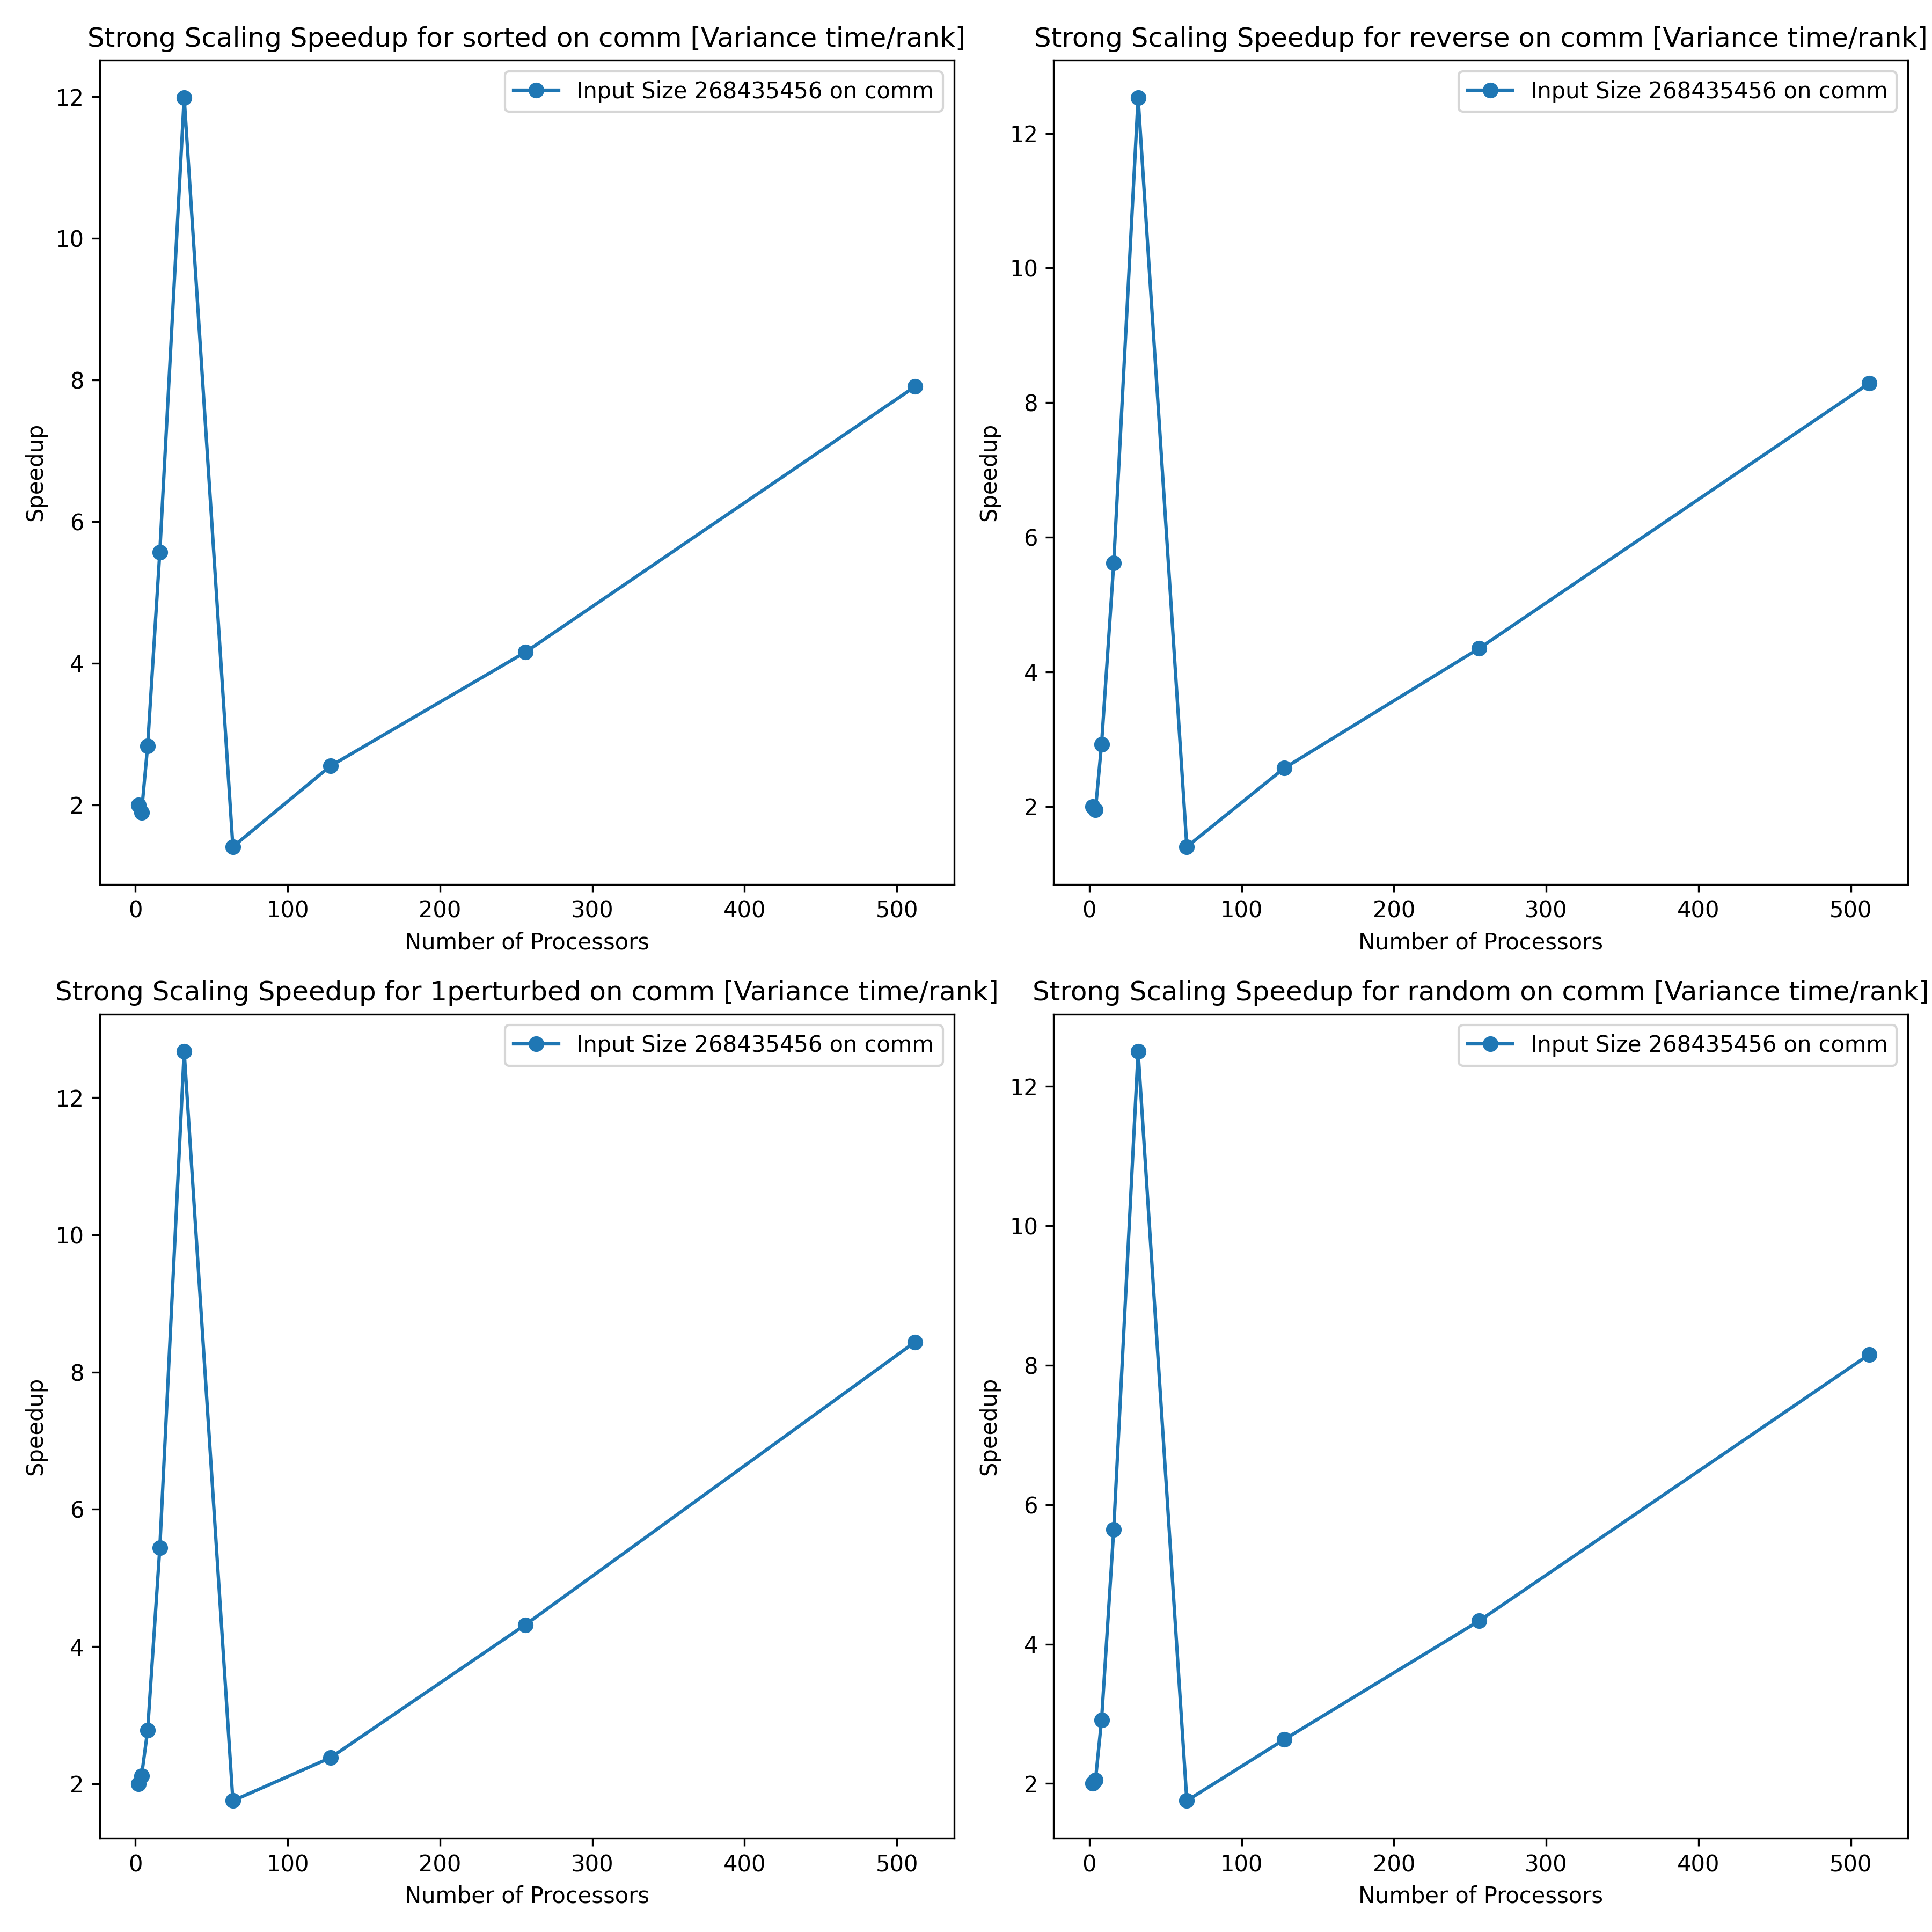 Strong Scaling Speedup for sorted on comm [Variance time/rank]
Input Size 268435456 on comm
12
10
8
6
4
2
Speedup
0 100 200 300 400 500
Number of Processors
Strong Scaling Speedup for reverse on comm [Variance time/rank]
Input Size 268435456 on comm
12
10
8
6
4
2
Speedup
0 100 200 300 400 500
Number of Processors
Strong Scaling Speedup for 1perturbed on comm [Variance time/rank]
Input Size 268435456 on comm
12
10
8
6
4
2
Speedup
0 100 200 300 400 500
Number of Processors
Strong Scaling Speedup for random on comm [Variance time/rank]
Input Size 268435456 on comm
12
10
8
6
4
2
Speedup
0 100 200 300 400 500
Number of Processors